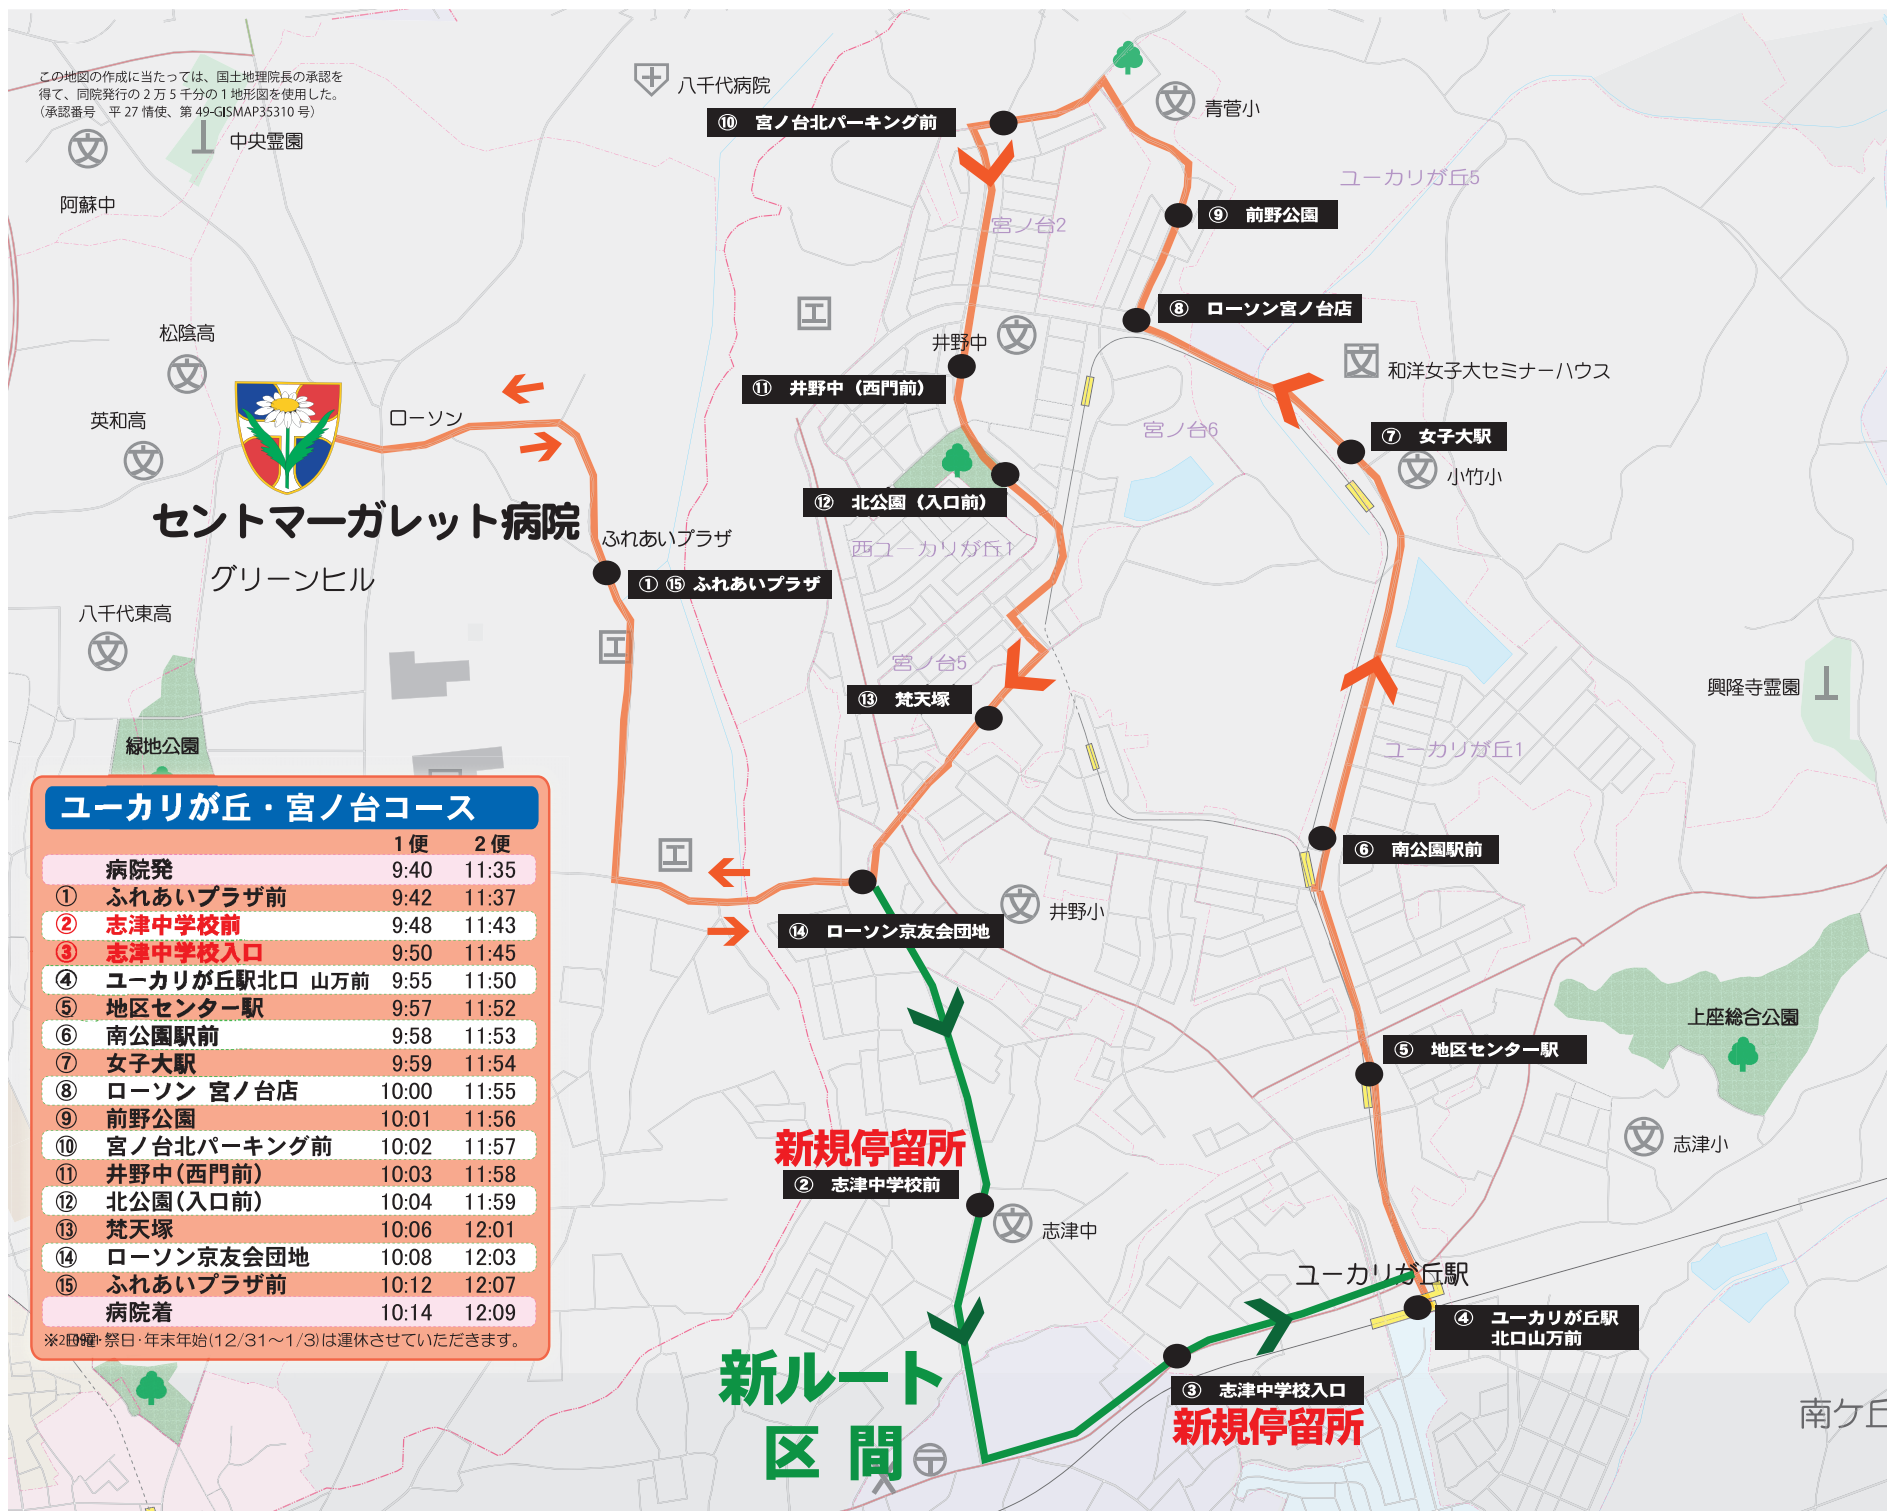 この地図の作成に当たっては、国土地理院長の承認を
得て、同院発行の2万5千分の1地形図を使用した。
（承認番号　平27情使、第49-GISMAP35310号）
中央霊園
阿蘇中
八千代病院
⑩ 宮ノ台北パーキング前
青菅小
ユーカリが丘5
⑨ 前野公園
宮ノ台2
⑧ ローソン宮ノ台店
松陰高
井野中
和洋女子大セミナーハウス
⑪ 井野中（西門前）
英和高
ローソン
宮ノ台6
⑦ 女子大駅
小竹小
⑫ 北公園（入口前）
セントマーガレット病院
ふれあいプラザ
西ユーカリが丘1
グリーンヒル
① ⑮ ふれあいプラザ
八千代東高
宮ノ台5
⑬ 梵天塚
興隆寺霊園
緑地公園
ユーカリが丘1
⑥ 南公園駅前
井野小
⑭ ローソン京友会団地
上座総合公園
⑤ 地区センター駅
新規停留所
② 志津中学校前
志津小
志津中
ユーカリが丘駅
④ ユーカリが丘駅
北口山万前
新ルート
区間
③ 志津中学校入口
新規停留所
南ケ丘
ユーカリが丘・宮ノ台コース
1便 2便
病院発 9:40 11:35
① ふれあいプラザ前 9:42 11:37
② 志津中学校前 9:48 11:43
③ 志津中学校入口 9:50 11:45
④ ユーカリが丘駅北口 山万前 9:55 11:50
⑤ 地区センター駅 9:57 11:52
⑥ 南公園駅前 9:58 11:53
⑦ 女子大駅 9:59 11:54
⑧ ローソン 宮ノ台店 10:00 11:55
⑨ 前野公園 10:01 11:56
⑩ 宮ノ台北パーキング前 10:02 11:57
⑪ 井野中（西門前） 10:03 11:58
⑫ 北公園（入口前） 10:04 11:59
⑬ 梵天塚 10:06 12:01
⑭ ローソン京友会団地 10:08 12:03
⑮ ふれあいプラザ前 10:12 12:07
病院着 10:14 12:09
※日曜・祭日・年末年始(12/31～1/3)は運休させていただきます。